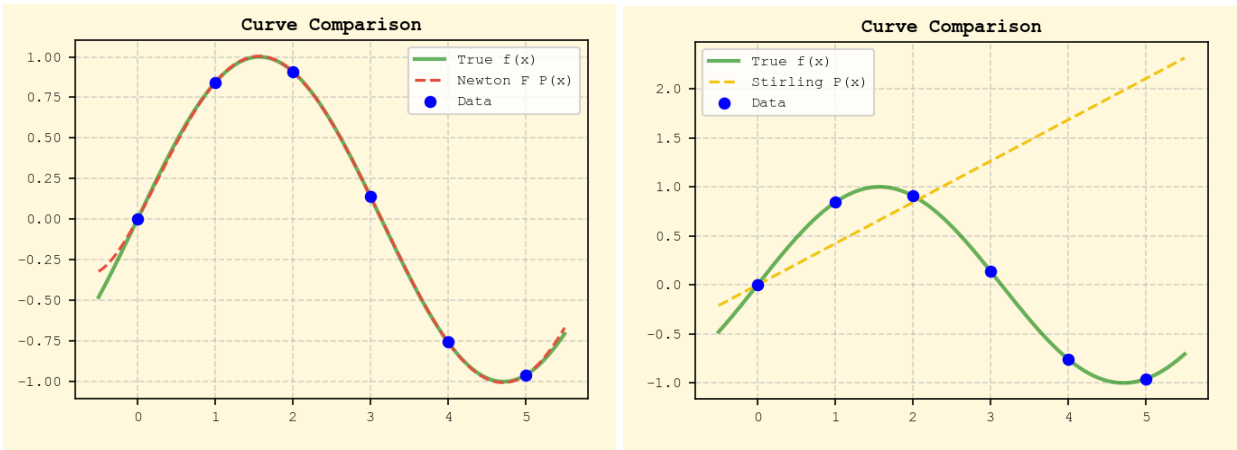 Curve Comparison
True f(x)
Newton F P(x)
Data
1.00
0.75
0.50
0.25
0.00
−0.25
−0.50
−0.75
−1.00
0 1 2 3 4 5
Curve Comparison
True f(x)
Stirling P(x)
Data
2.0
1.5
1.0
0.5
0.0
−0.5
−1.0
0 1 2 3 4 5